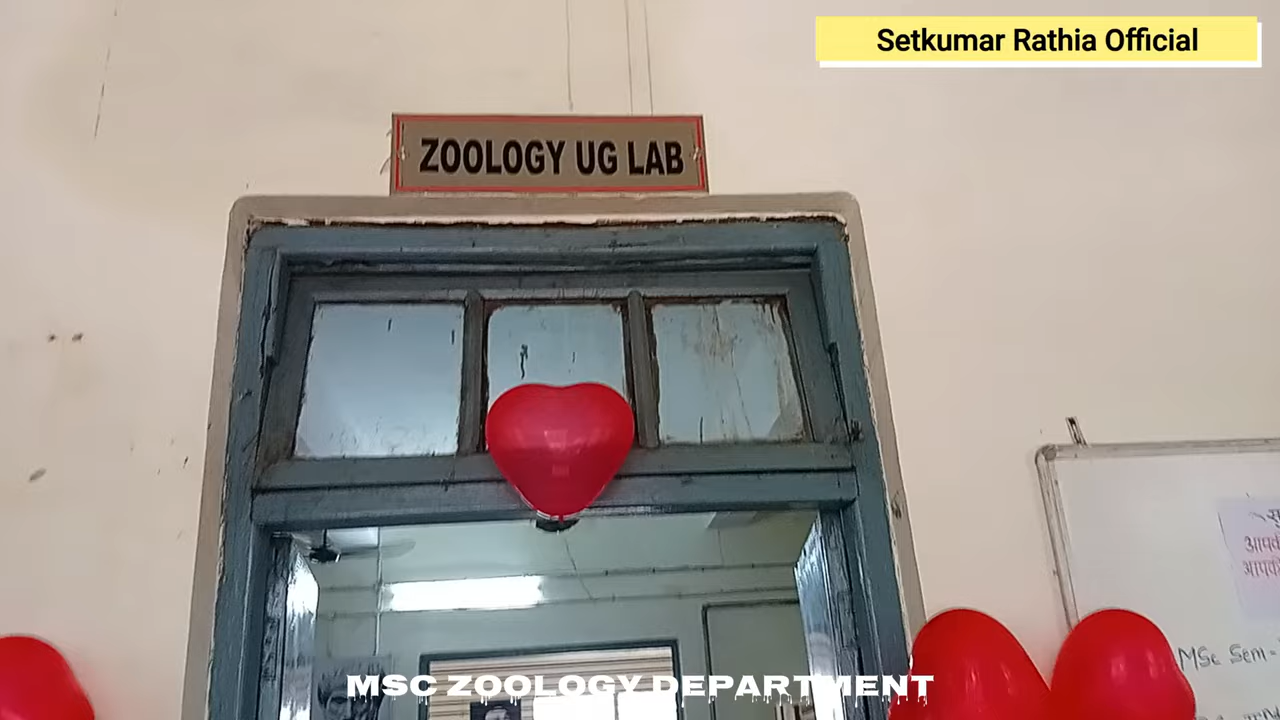 Setkumar Rathia Official
ZOOLOGY UG LAB
MSc Sem-
MSC ZOOLOGY DEPARTMENT